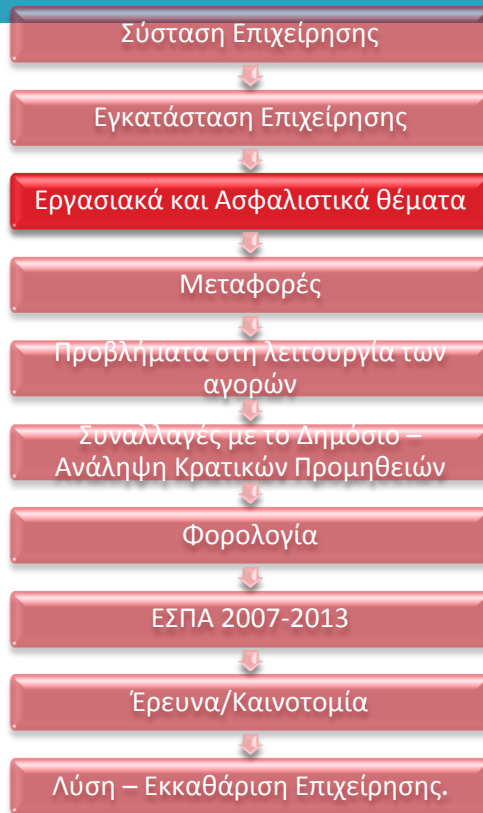 Σύσταση Επιχείρησης
Εγκατάσταση Επιχείρησης
Εργασιακά και Ασφαλιστικά θέματα
Μεταφορές
Προβλήματα στη λειτουργία των
αγορών
Συναλλαγές με το Δημόσιο –
Ανάληψη Κρατικών Προμηθειών
Φορολογία
ΕΣΠΑ 2007-2013
Έρευνα/Καινοτομία
Λύση – Εκκαθάριση Επιχείρησης.